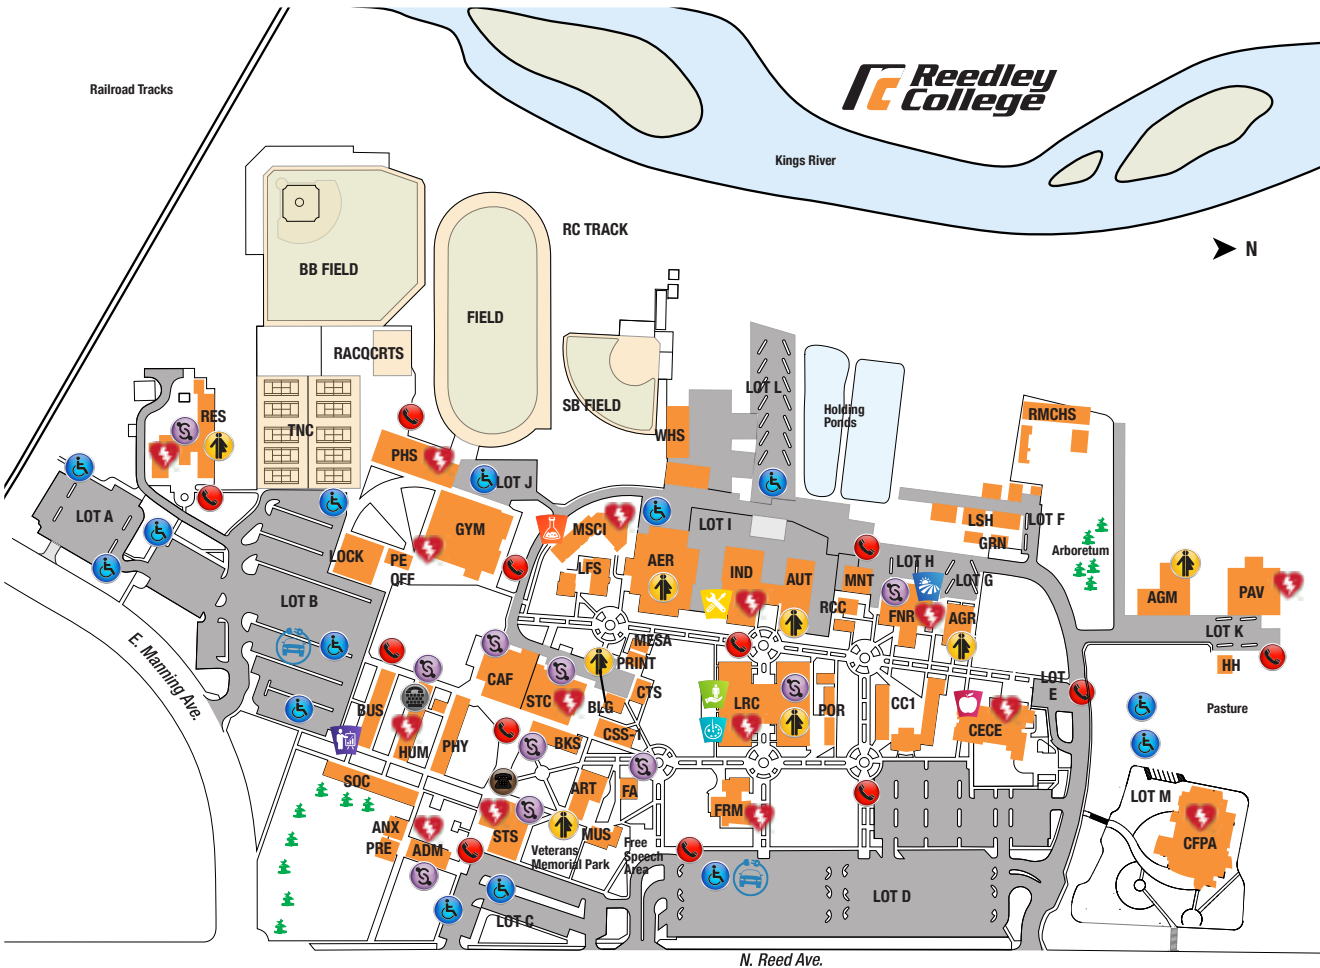 Reedley
College
Railroad Tracks
Kings River
N
RC TRACK
BB FIELD
FIELD
RACQCRTS
SB FIELD
TNC
LOT L
Holding
Ponds
WHS
RMCHS
RES
PHS
LOT J
LOT A
GYM
MSCI
LOT I
LSH
LOT F
GRN
Arboretum
LOCK
PE
OFF
LFS
AER
IND
AUT
MNT
LOT H
LOT G
AGM
PAV
LOT B
RCC
FNR
AGR
LOT K
E. Manning Ave.
MESA
PRINT
HH
CAF
STC
BLG
CTS
LRC
POR
CC1
LOT
E
Pasture
BUS
HUM
PHY
BKS
CSS-1
CECE
SOC
ART
FA
FRM
LOT M
ANX
PRE
ADM
STS
MUS
CFPA
Veterans
Memorial Park
Free
Speech
Area
LOT D
LOT C
N. Reed Ave.